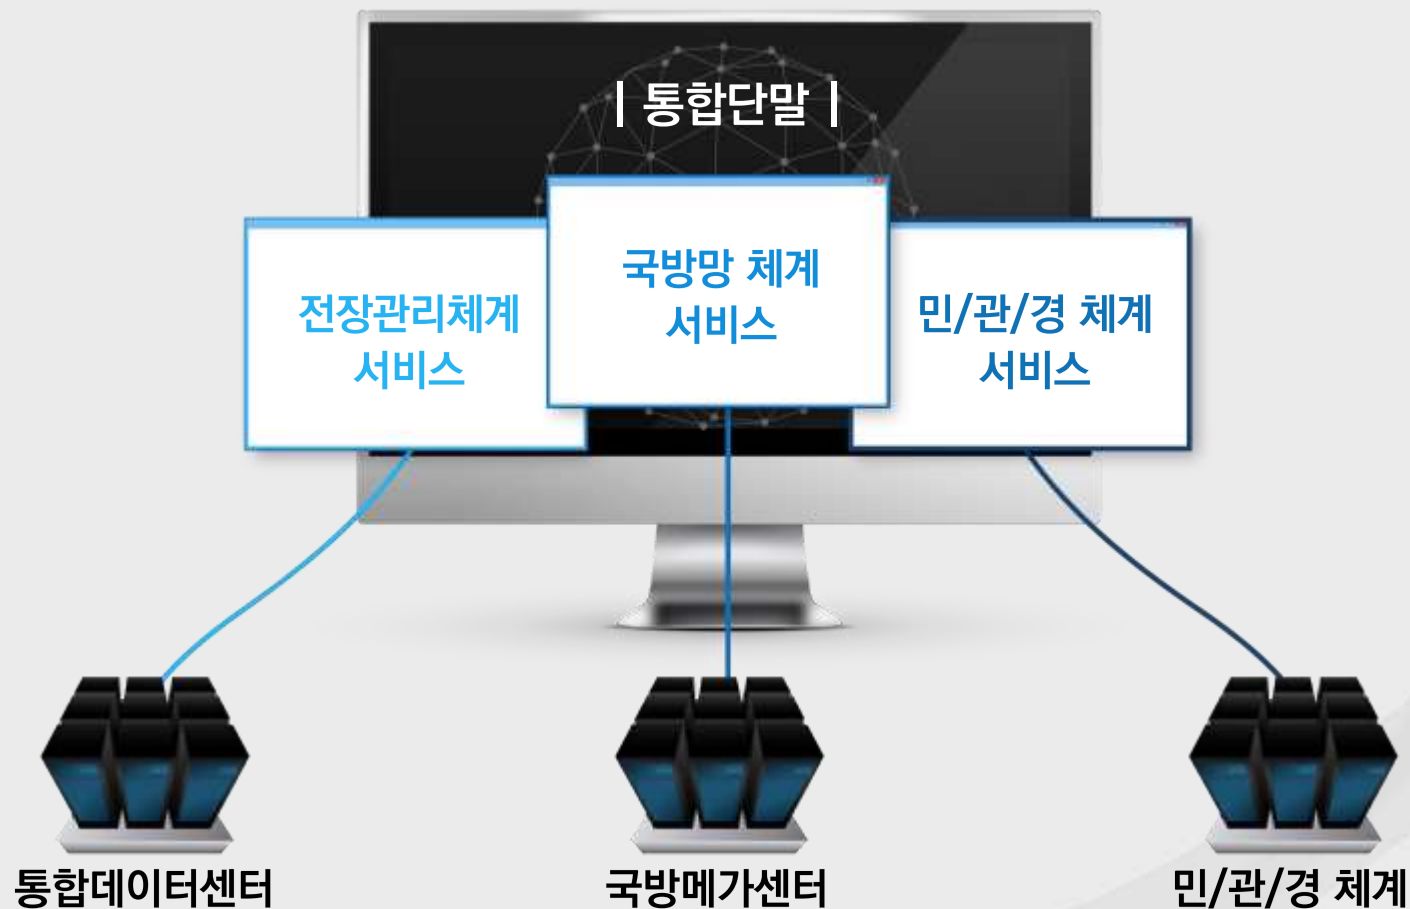 | 통합단말 |
전장관리체계
서비스
국방망 체계
서비스
민/관/경 체계
서비스
통합데이터센터
국방메가센터
민/관/경 체계